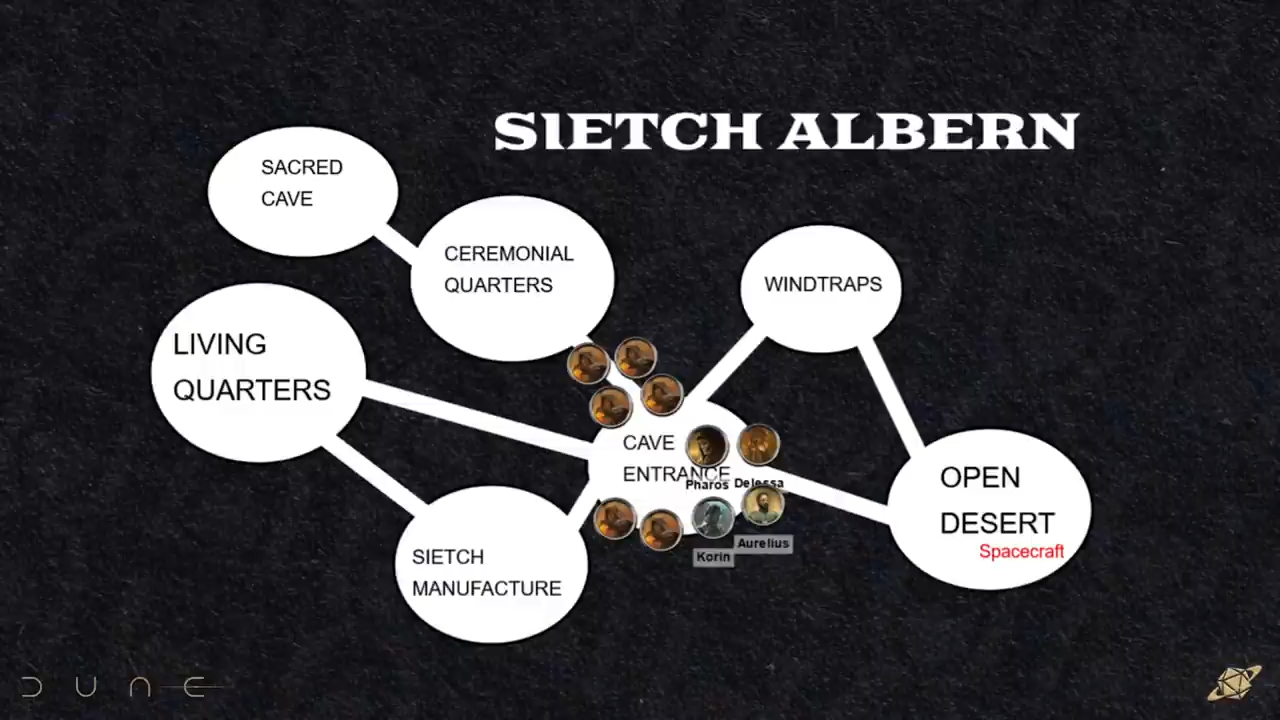 SIETCH ALBERN
SACRED
CAVE
CEREMONIAL
QUARTERS
WINDTRAPS
LIVING
QUARTERS
CAVE
ENTRANCE
Pharos
Delessa
Korin
Aurelius
OPEN
DESERT
Spacecraft
SIETCH
MANUFACTURE
DUNE